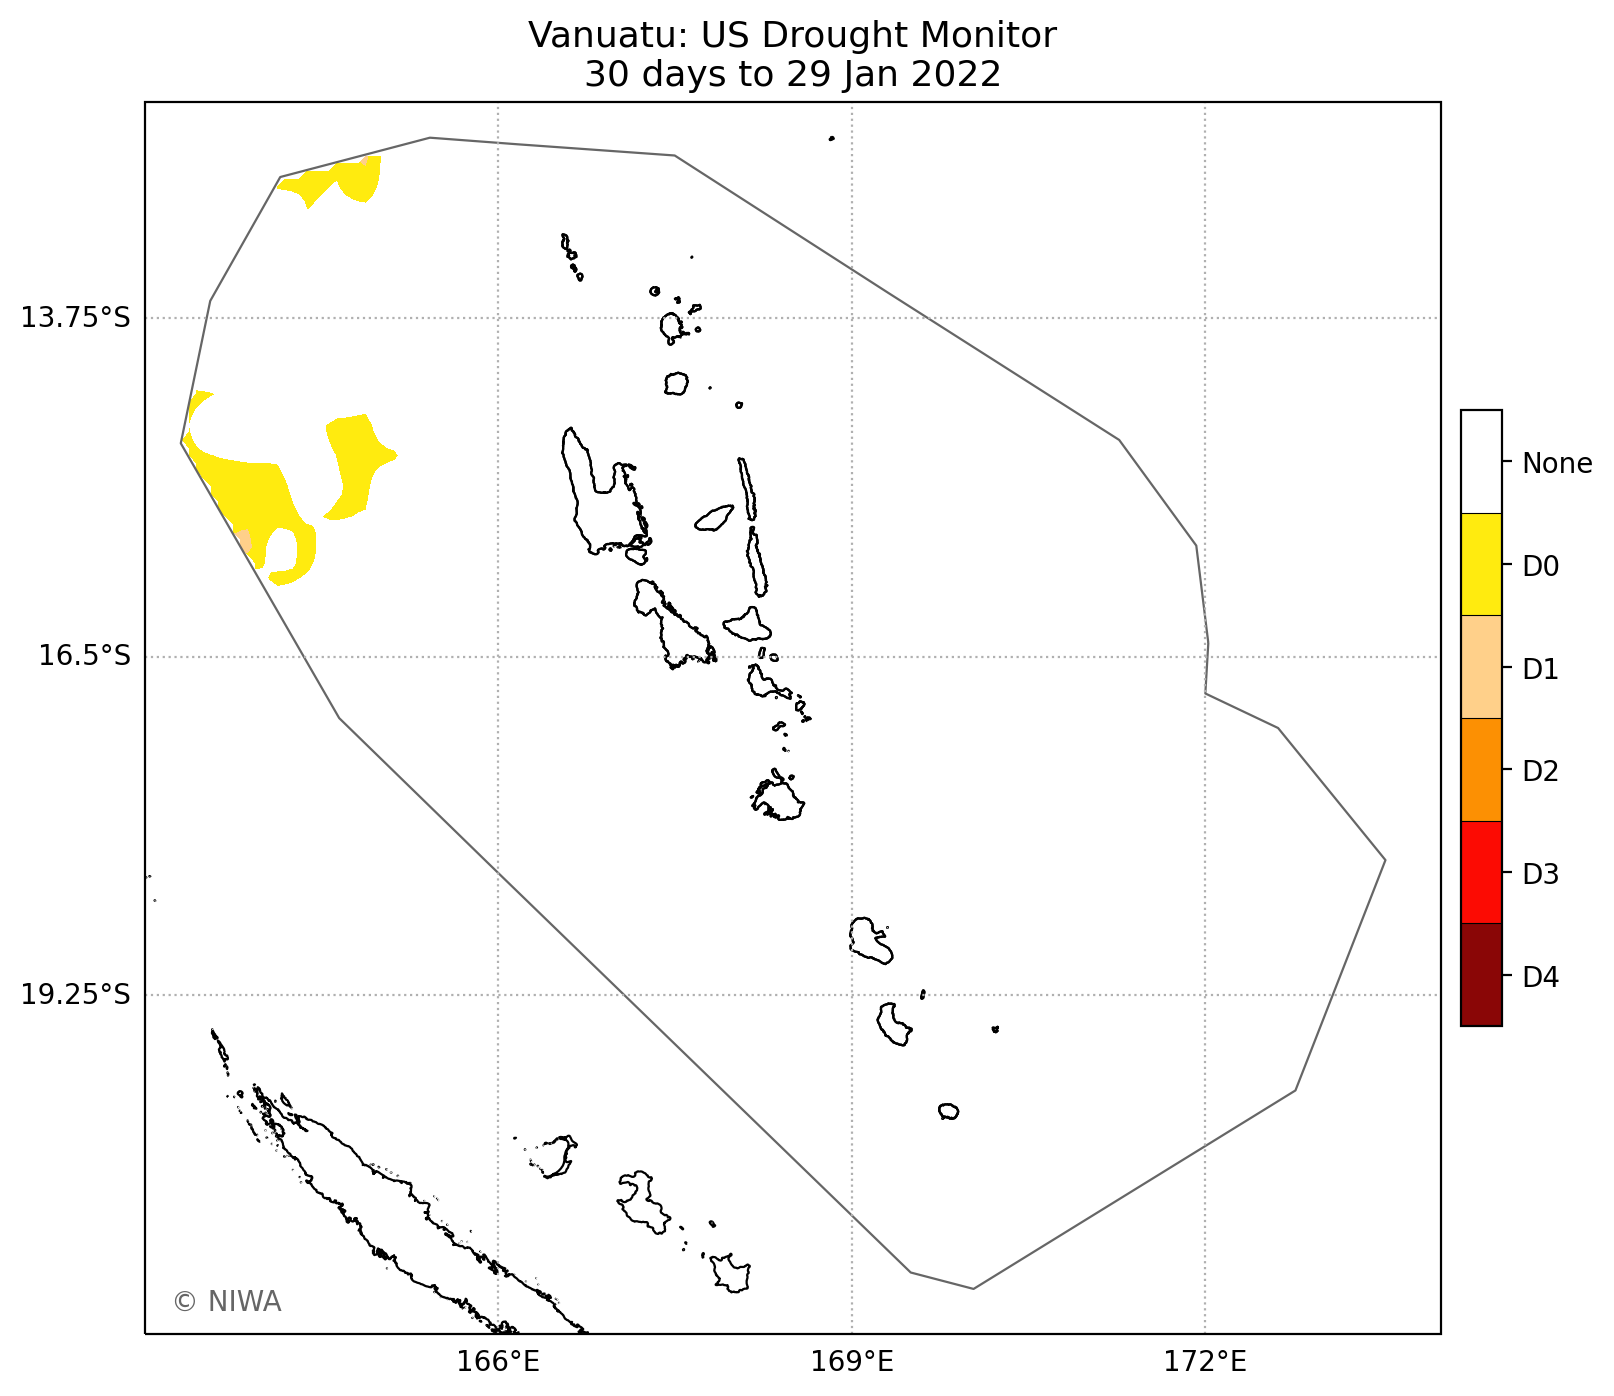 Vanuatu: US Drought Monitor
30 days to 29 Jan 2022
13.75°S
16.5°S
19.25°S
166°E
169°E
172°E
None
D0
D1
D2
D3
D4
© NIWA